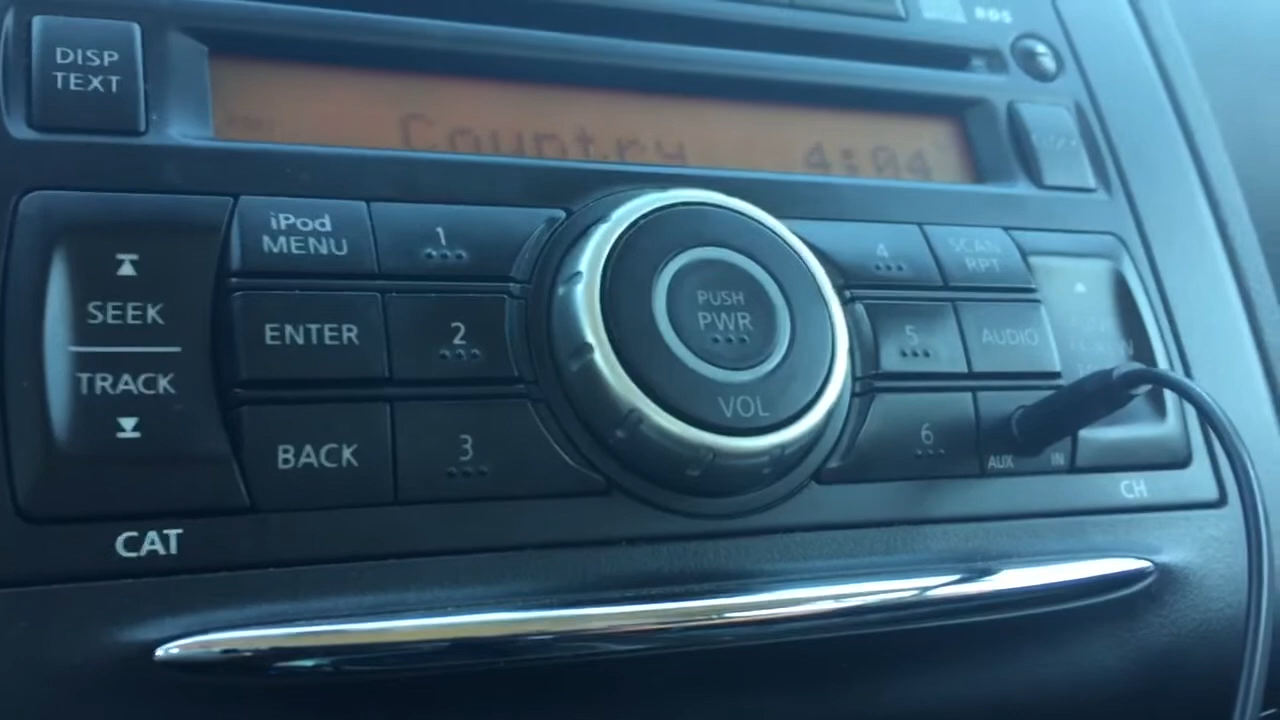 RDS
DISP
TEXT
Country 4:04
SEEK
TRACK
iPod
MENU
1
ENTER
2
BACK
3
PUSH
PWR
VOL
4
SCAN
RPT
5
AUDIO
6
AUX IN
CAT
CH